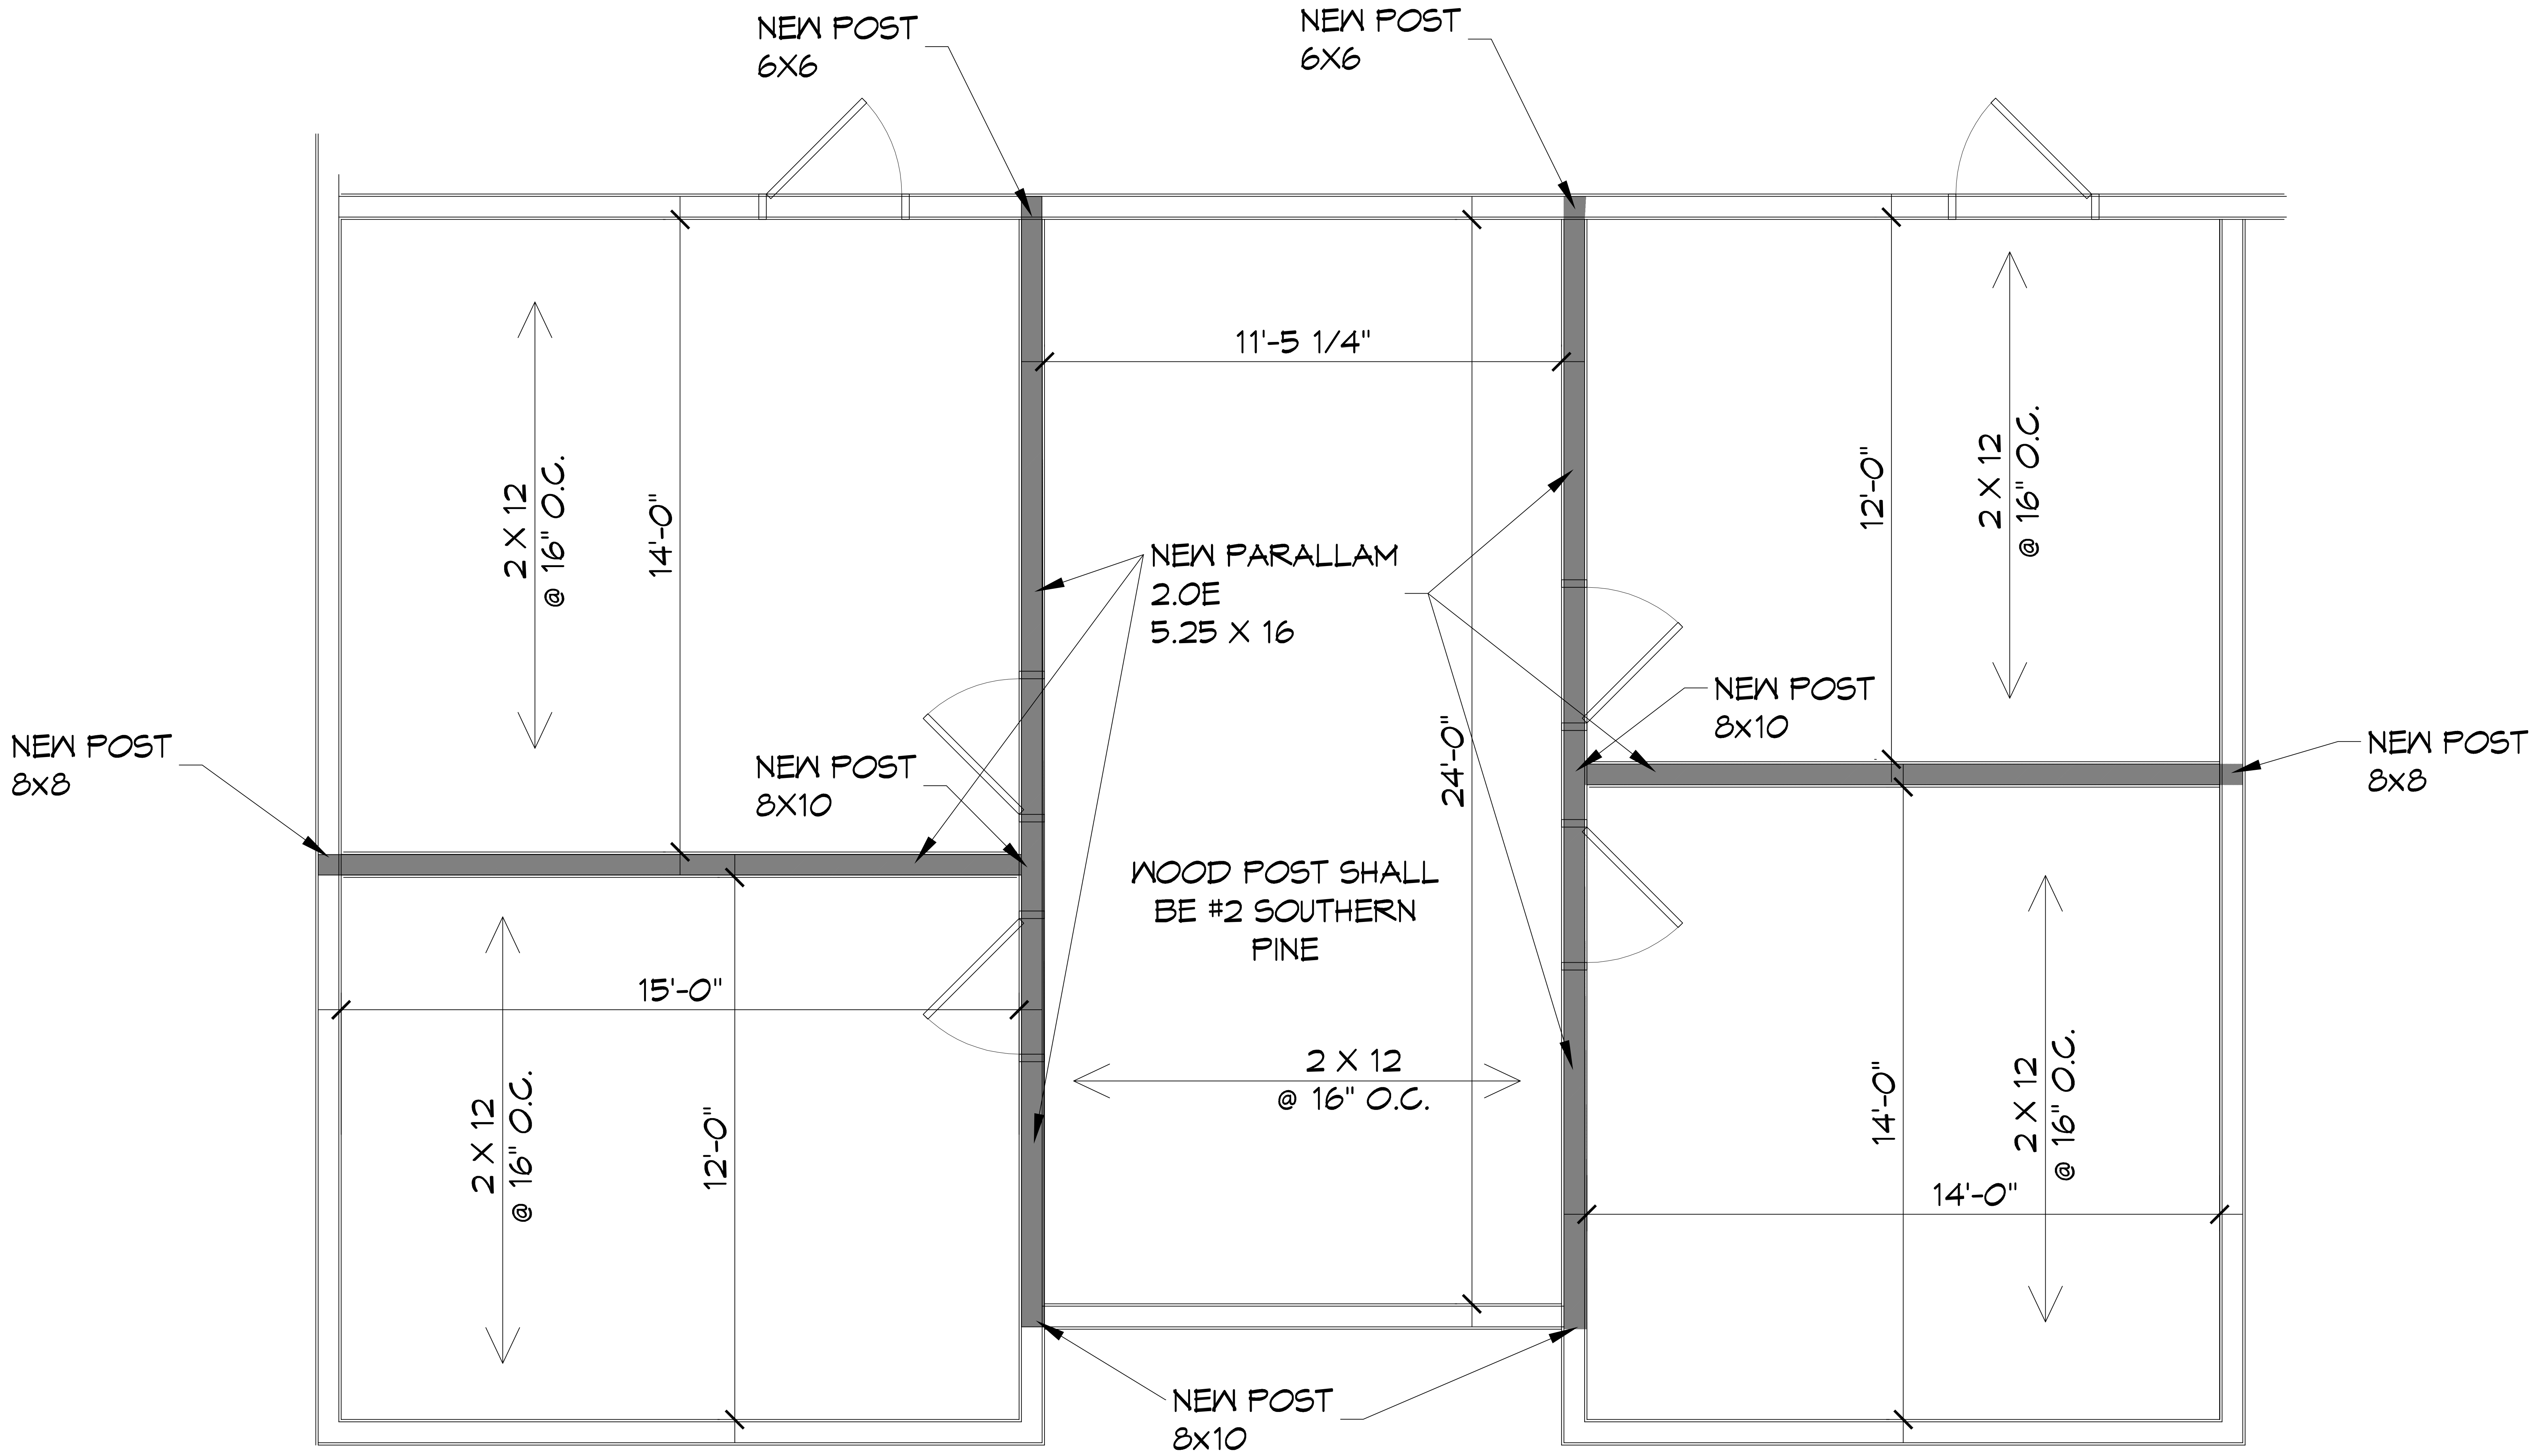 NEW POST
6X6
NEW POST
6X6
11'-5 1/4"
2 X 12
@ 16" O.C.
14'-0"
12'-0"
2 X 12
@ 16" O.C.
NEW PARALLAM
2.0E
5.25 X 16
NEW POST
8x10
NEW POST
8x8
NEW POST
8X10
24'-0"
NEW POST
8x8
WOOD POST SHALL
BE #2 SOUTHERN
PINE
15'-0"
2 X 12
@ 16" O.C.
12'-0"
2 X 12
@ 16" O.C.
14'-0"
2 X 12
@ 16" O.C.
14'-0"
NEW POST
8x10